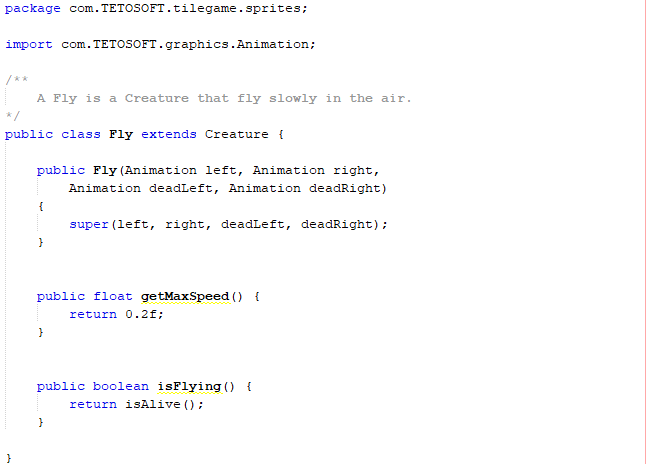 package com.TETOSOFT.tilegame.sprites;
import com.TETOSOFT.graphics.Animation;
/**
    A Fly is a Creature that fly slowly in the air.
*/
public class Fly extends Creature {
    public Fly(Animation left, Animation right,
        Animation deadLeft, Animation deadRight)
    {
        super(left, right, deadLeft, deadRight);
    }
    public float getMaxSpeed() {
        return 0.2f;
    }
    public boolean isFlying() {
        return isAlive();
    }
}